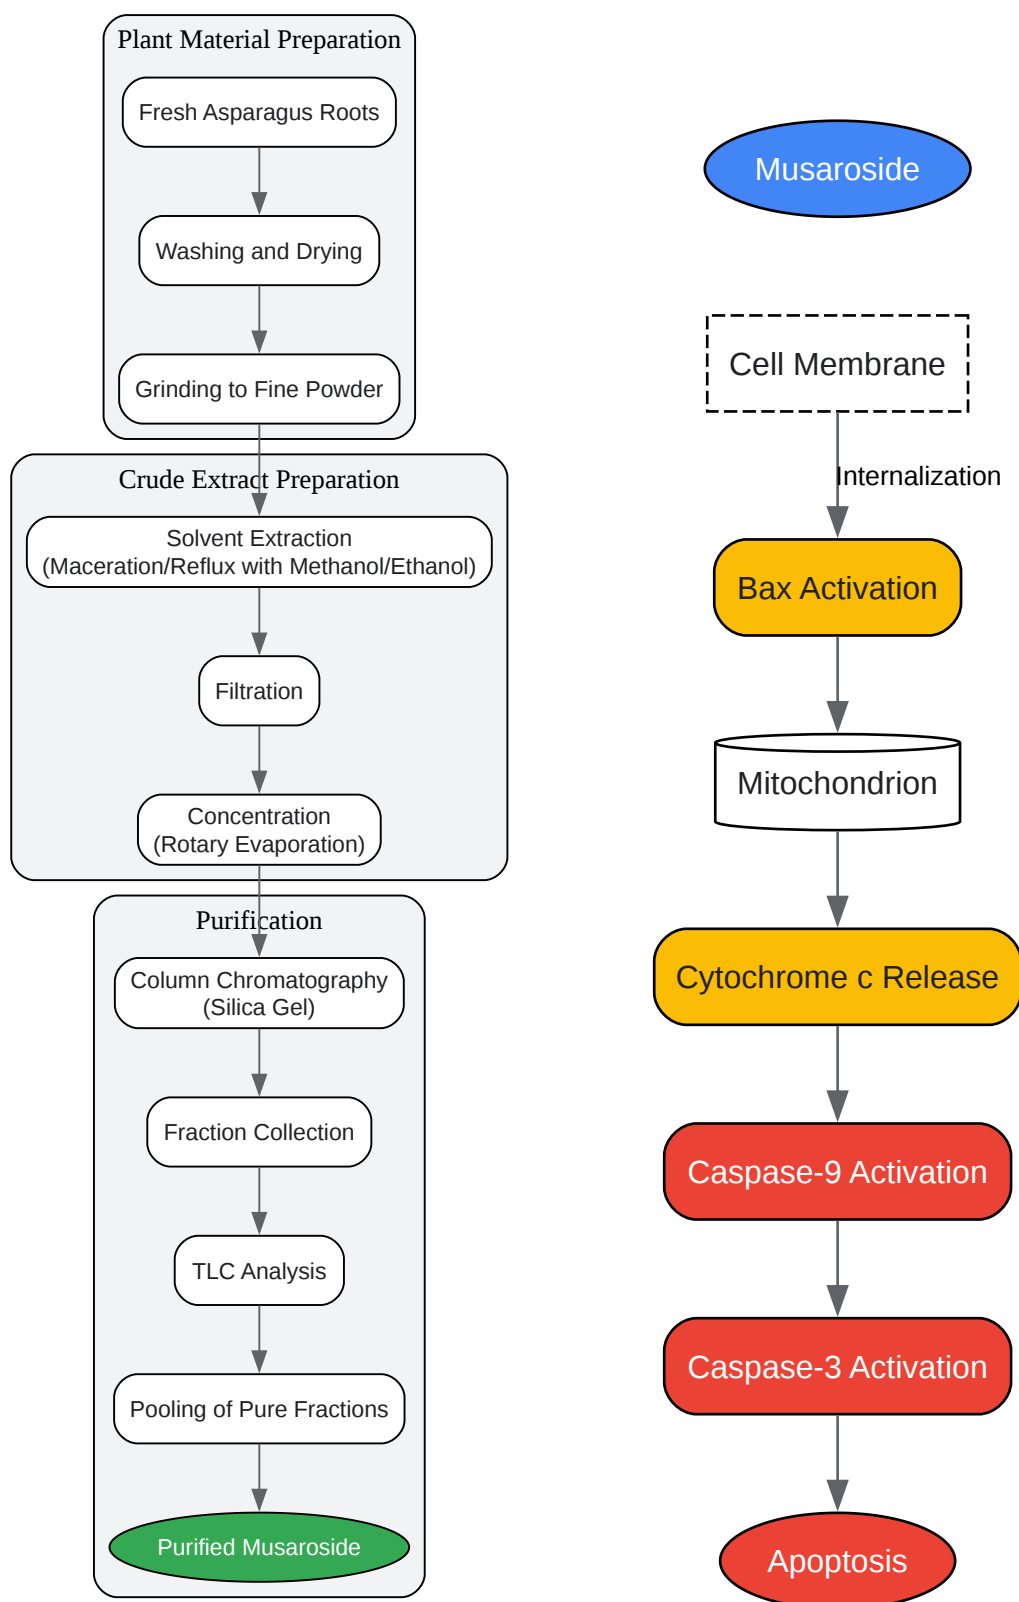 Plant Material Preparation
Fresh Asparagus Roots
Washing and Drying
Grinding to Fine Powder
Crude Extract Preparation
Solvent Extraction
(Maceration/Reflux with Methanol/Ethanol)
Filtration
Concentration
(Rotary Evaporation)
Purification
Column Chromatography
(Silica Gel)
Fraction Collection
TLC Analysis
Pooling of Pure Fractions
Purified Musaroside
Musaroside
Cell Membrane
Internalization
Bax Activation
Mitochondrion
Cytochrome c Release
Caspase-9 Activation
Caspase-3 Activation
Apoptosis